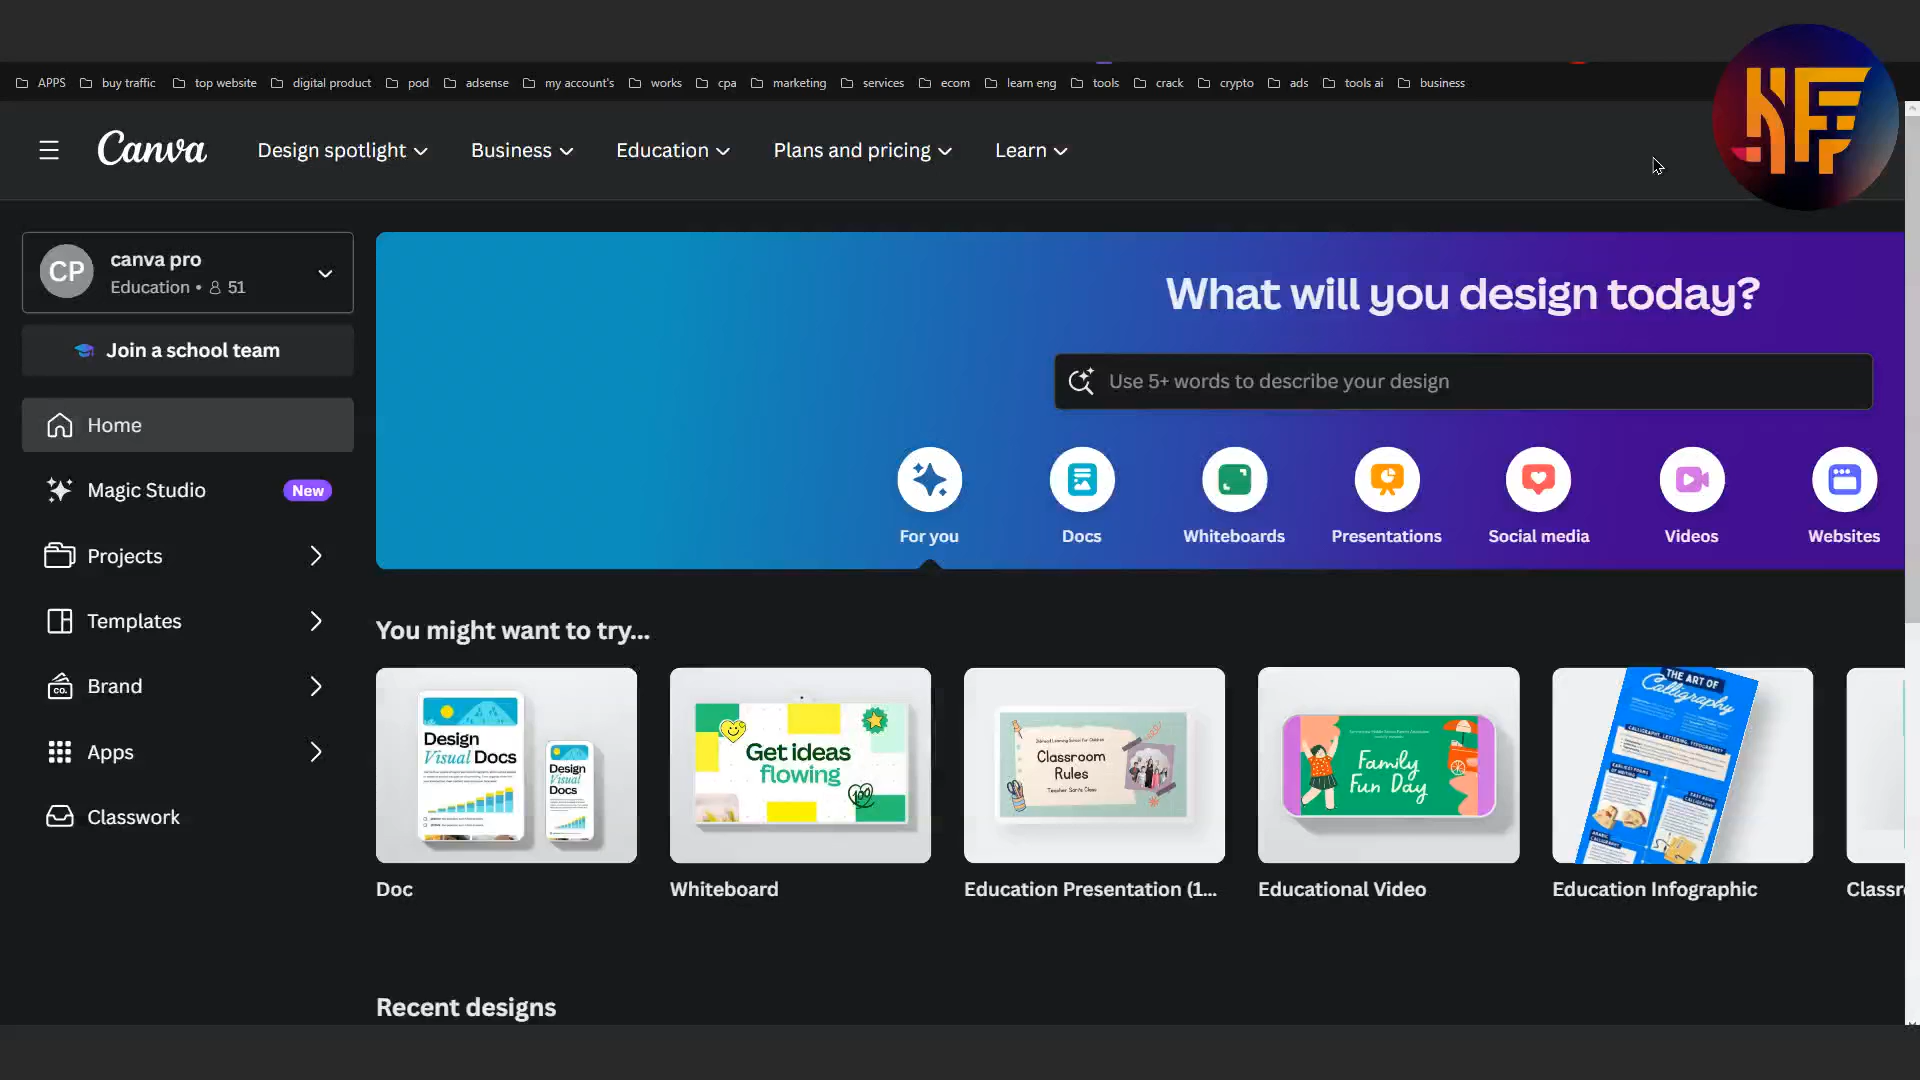 APPS buy traffic top website digital product pod adsense my account's works cpa marketing services ecom learn eng tools crack crypto ads tools ai business
Canva Design spotlight Business Education Plans and pricing Learn
CP canva pro
Education • 51
Join a school team
Home
Magic Studio New
Projects
Templates
Brand
Apps
Classwork
What will you design today?
Use 5+ words to describe your design
For you Docs Whiteboards Presentations Social media Videos Websites
You might want to try...
Design
Visual Docs
Design
Visual
Docs
Get ideas
flowing
100
Classroom
Rules
Family
Fun Day
THE ART OF
Calligraphy
Doc Whiteboard Education Presentation (1... Educational Video Education Infographic Classr
Recent designs